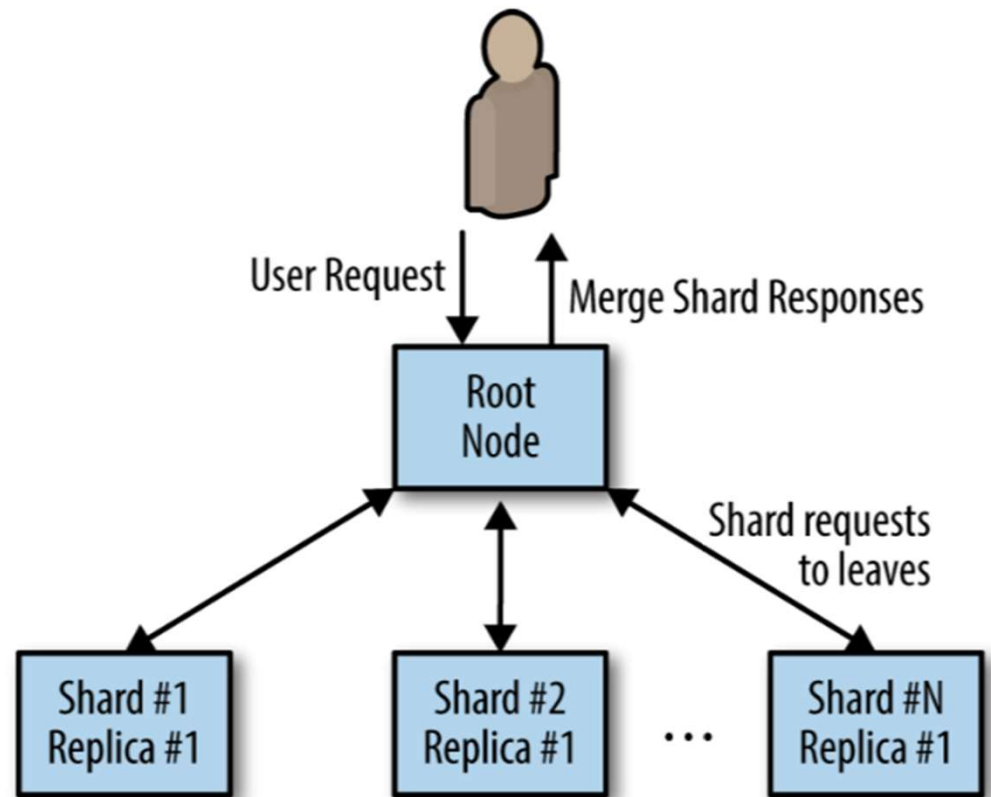 User Request
Merge Shard Responses
Root
Node
Shard requests
to leaves
Shard #1
Replica #1
Shard #2
Replica #1
...
Shard #N
Replica #1